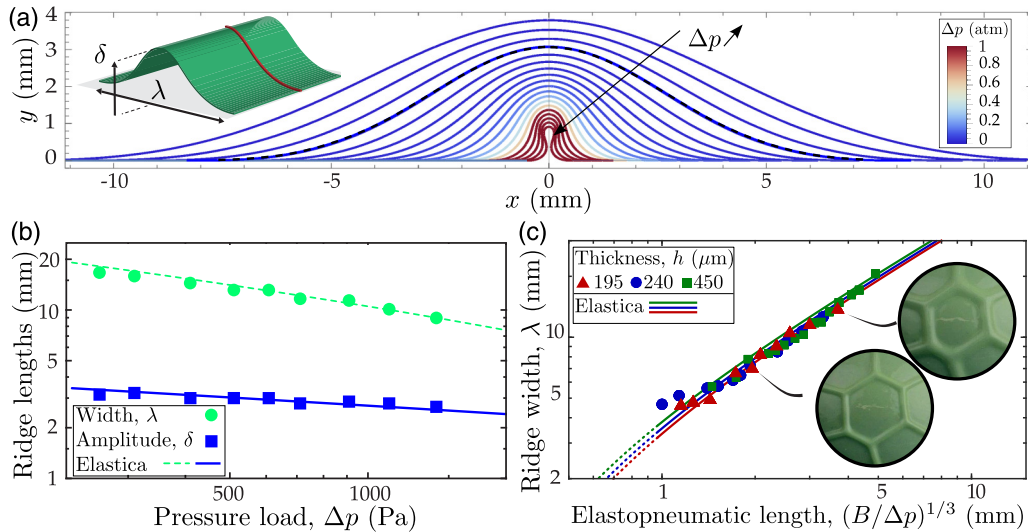 (a)
δ
λ
y (mm)
4
3
2
1
0
Δp
Δp (atm)
1
0.8
0.6
0.4
0.2
0
-10
-5
0
5
10
x (mm)
(b)
Ridge lengths (mm)
20
10
5
2
1
Width, λ
Amplitude, δ
Elastica
500
1000
Pressure load, Δp (Pa)
(c)
Ridge width, λ (mm)
10
5
2
Thickness, h (μm)
195 240 450
Elastica
1
2
5
10
Elastopneumatic length, (B/Δp)^{1/3} (mm)